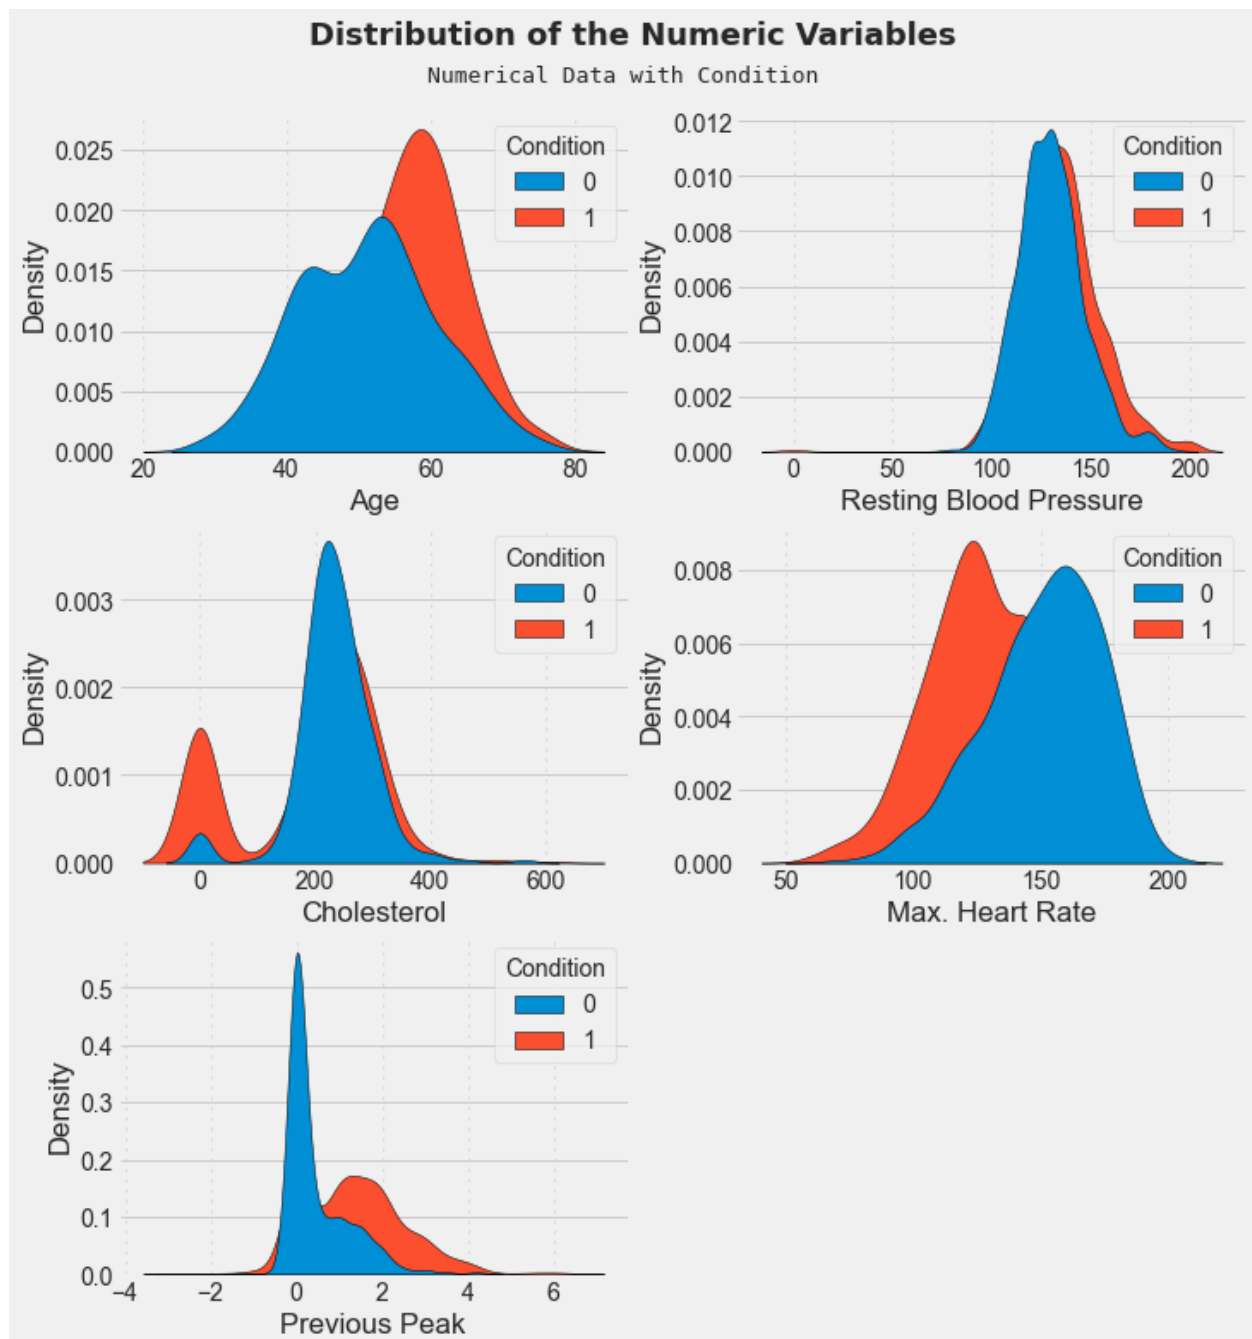 Distribution of the Numeric Variables
Numerical Data with Condition
0.025
0.020
0.015
0.010
0.005
0.000
Density
20 40 60 80
Age
Condition
0
1
0.012
0.010
0.008
0.006
0.004
0.002
0.000
Density
0 50 100 150 200
Resting Blood Pressure
Condition
0
1
0.003
0.002
0.001
0.000
Density
0 200 400 600
Cholesterol
Condition
0
1
0.008
0.006
0.004
0.002
0.000
Density
50 100 150 200
Max. Heart Rate
Condition
0
1
0.5
0.4
0.3
0.2
0.1
0.0
Density
−4 −2 0 2 4 6
Previous Peak
Condition
0
1